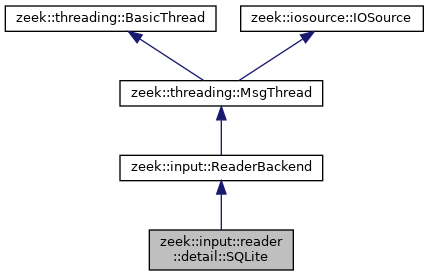 zeek::threading::BasicThread
zeek::iosource::IOSource
zeek::threading::MsgThread
zeek::input::ReaderBackend
zeek::input::reader
::detail::SQLite